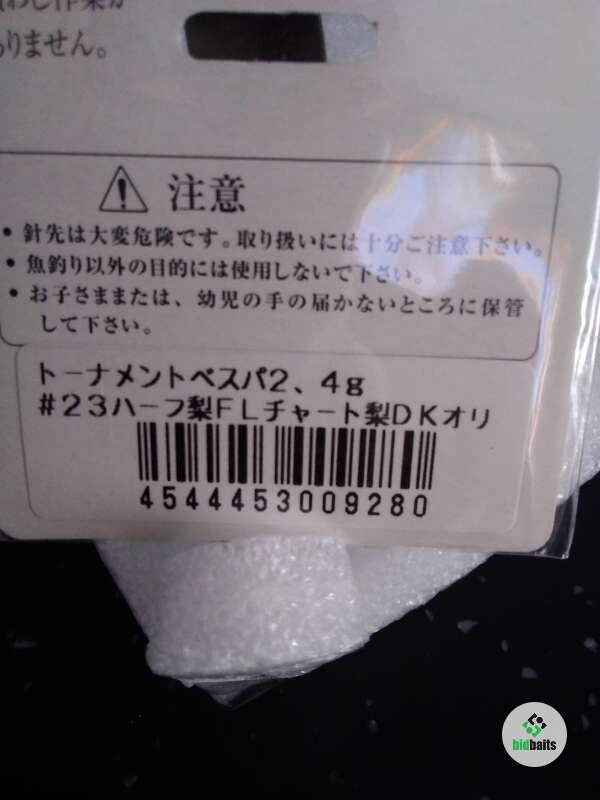 りません。
注意
• 針先は大変危険です。取り扱いには十分ご注意下さい。
• 魚釣り以外の目的には使用しないで下さい。
• お子さままたは、幼児の手の届かないところに保管
して下さい。
トーナメントベスパ2、4g
#23ハーフ梨FLチャート梨DKオリ
4544453009280
bidbaits